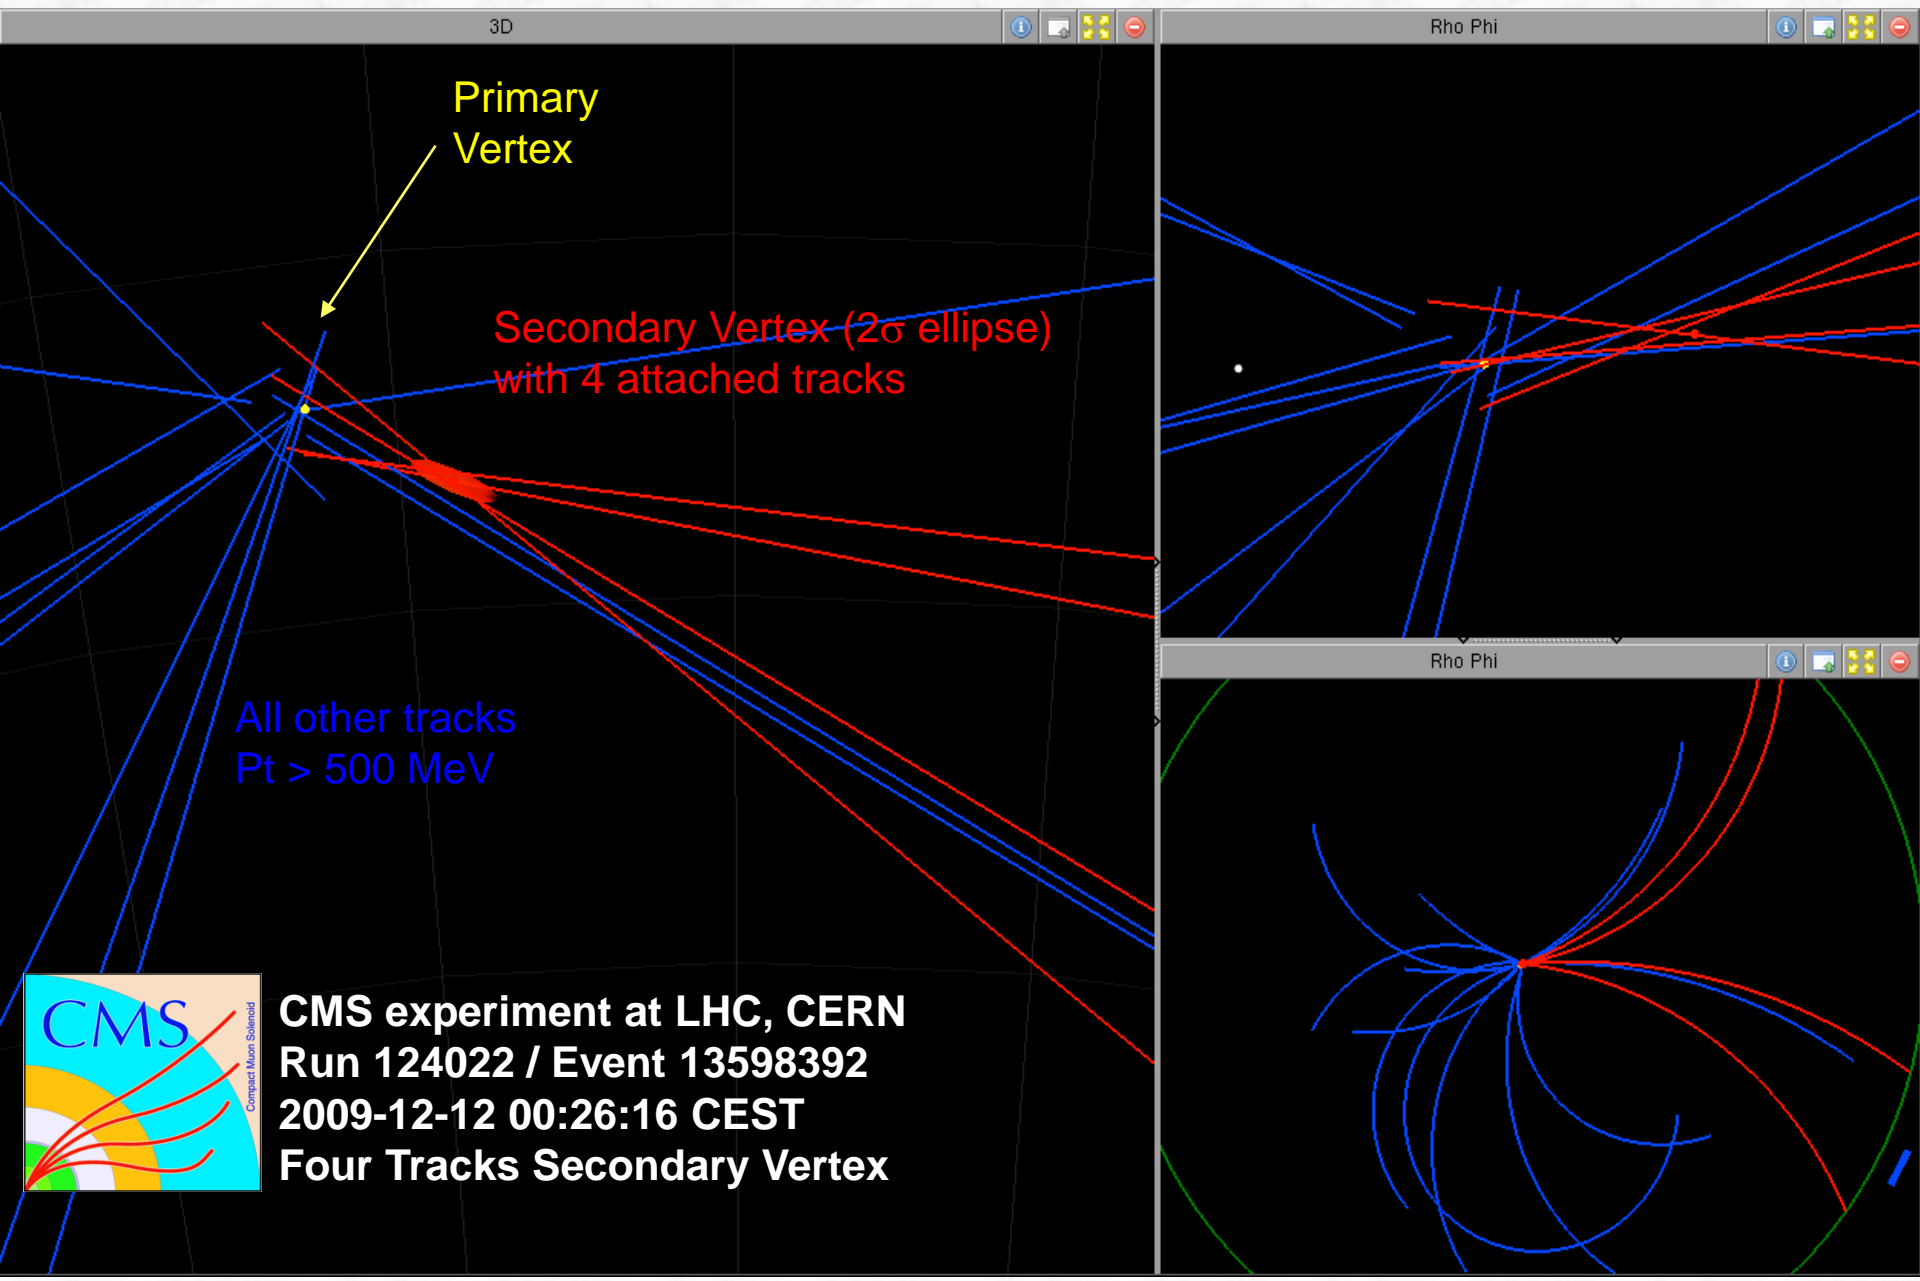 3D
Primary
Vertex
Secondary Vertex (2σ ellipse)
with 4 attached tracks
All other tracks
Pt > 500 MeV
CMS
Compact Muon Solenoid
CMS experiment at LHC, CERN
Run 124022 / Event 13598392
2009-12-12 00:26:16 CEST
Four Tracks Secondary Vertex
Rho Phi
Rho Phi